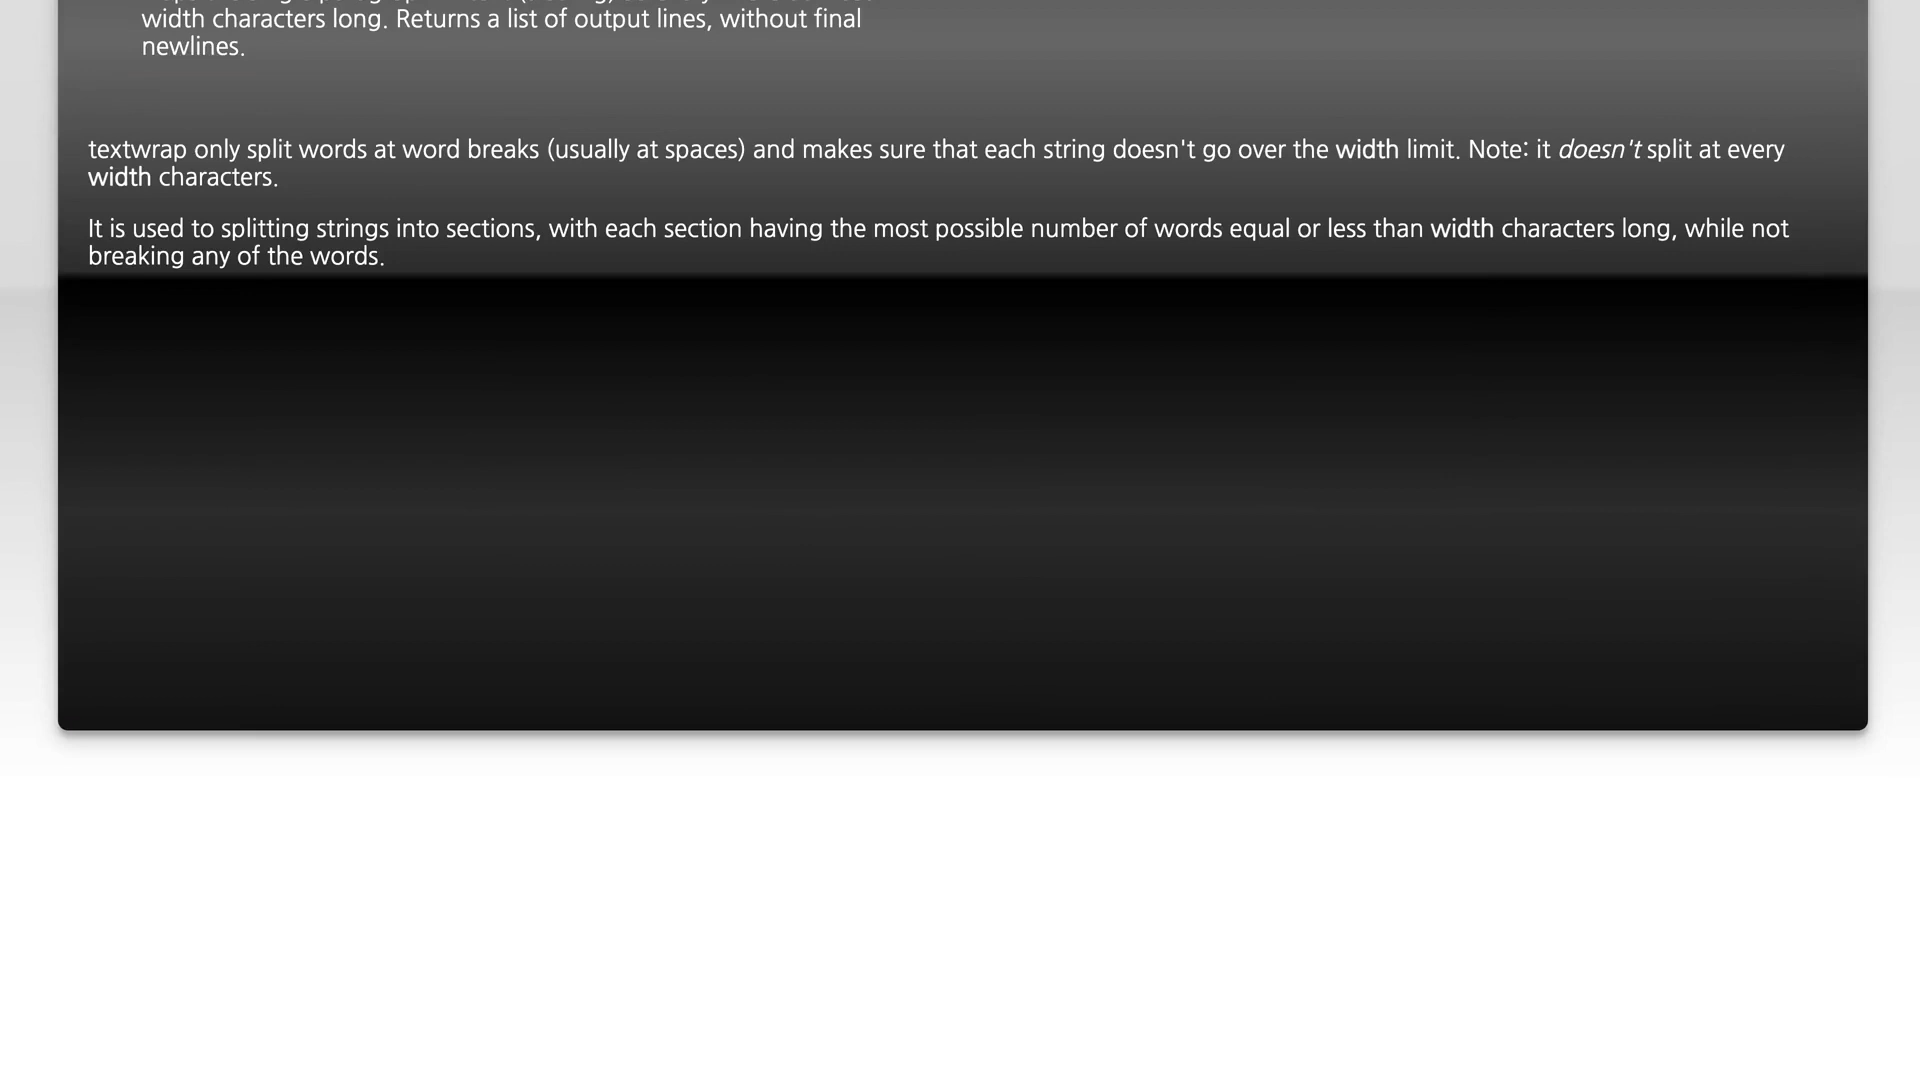 width characters long. Returns a list of output lines, without final
newlines.
textwrap only split words at word breaks (usually at spaces) and makes sure that each string doesn't go over the width limit. Note: it doesn't split at every
width characters.
It is used to splitting strings into sections, with each section having the most possible number of words equal or less than width characters long, while not
breaking any of the words.